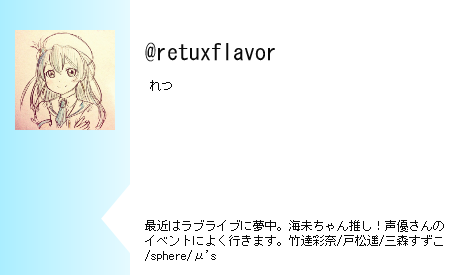 @retuxflavor
れつ
最近はラブライブに夢中。海未ちゃん推し！声優さんの
イベントによく行きます。竹達彩奈/戸松遥/三森すずこ
/sphere/μ's